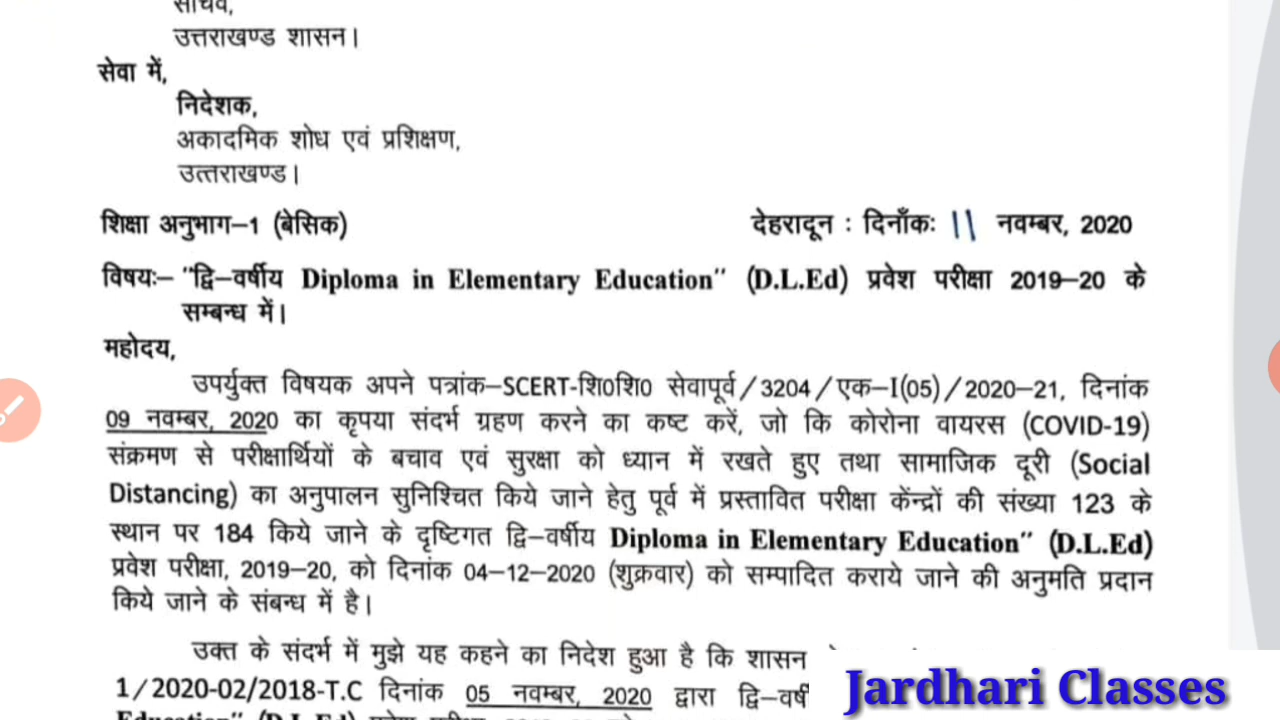 सचिव,
उत्तराखण्ड शासन।
सेवा में,
निदेशक,
अकादमिक शोध एवं प्रशिक्षण,
उत्तराखण्ड।
शिक्षा अनुभाग–1 (बेसिक) देहरादून : दिनाँकः 11 नवम्बर, 2020
विषयः– "द्वि–वर्षीय Diploma in Elementary Education" (D.L.Ed) प्रवेश परीक्षा 2019–20 के
सम्बन्ध में।
महोदय,
उपर्युक्त विषयक अपने पत्रांक–SCERT-शि0शि0 सेवापूर्व/3204/एक–I(05)/2020–21, दिनांक
09 नवम्बर, 2020 का कृपया संदर्भ ग्रहण करने का कष्ट करें, जो कि कोरोना वायरस (COVID-19)
संक्रमण से परीक्षार्थियों के बचाव एवं सुरक्षा को ध्यान में रखते हुए तथा सामाजिक दूरी (Social
Distancing) का अनुपालन सुनिश्चित किये जाने हेतु पूर्व में प्रस्तावित परीक्षा केंन्द्रों की संख्या 123 के
स्थान पर 184 किये जाने के दृष्टिगत द्वि–वर्षीय Diploma in Elementary Education" (D.L.Ed)
प्रवेश परीक्षा, 2019–20, को दिनांक 04–12–2020 (शुक्रवार) को सम्पादित कराये जाने की अनुमति प्रदान
किये जाने के संबन्ध में है।
उक्त के संदर्भ में मुझे यह कहने का निदेश हुआ है कि शासन
1/2020-02/2018-T.C दिनांक 05 नवम्बर, 2020 द्वारा द्वि–वर्षी
Jardhari Classes